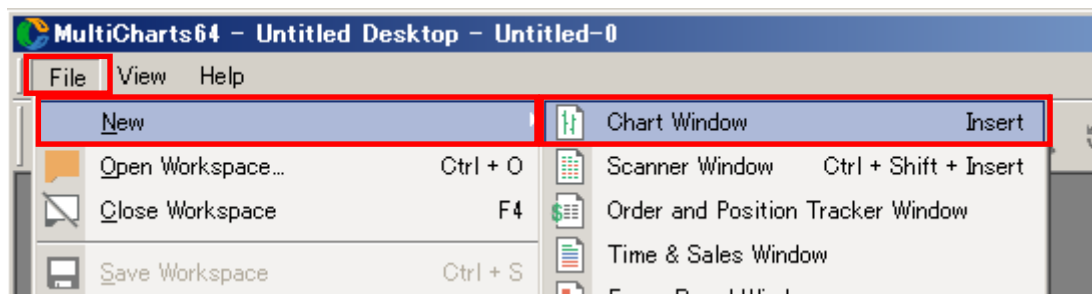 MultiCharts64 - Untitled Desktop - Untitled-0
File View Help
New
Chart Window Insert
Open Workspace... Ctrl + O
Scanner Window Ctrl + Shift + Insert
Close Workspace F4
Order and Position Tracker Window
Save Workspace Ctrl + S
Time & Sales Window